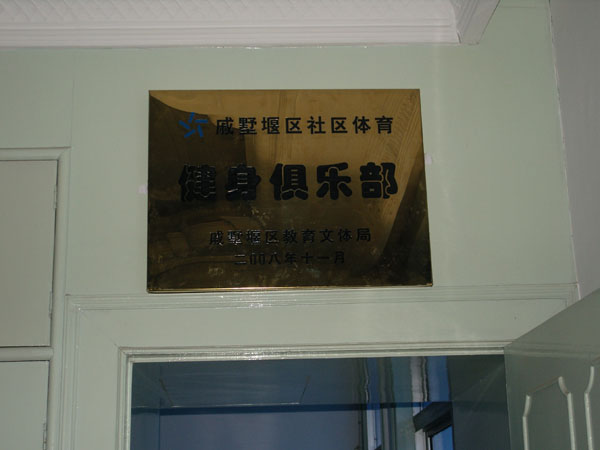 戚墅堰区社区体育
健身俱乐部
戚墅堰区教育文体局
二00八年十一月